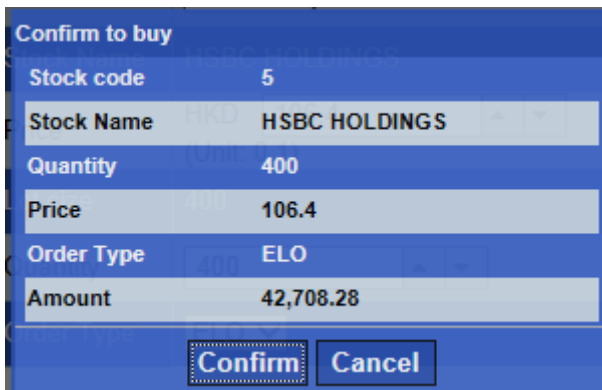 Confirm to buy
Stock code 5
Stock Name HSBC HOLDINGS
Quantity 400
Price 106.4
Order Type ELO
Amount 42,708.28
Confirm Cancel